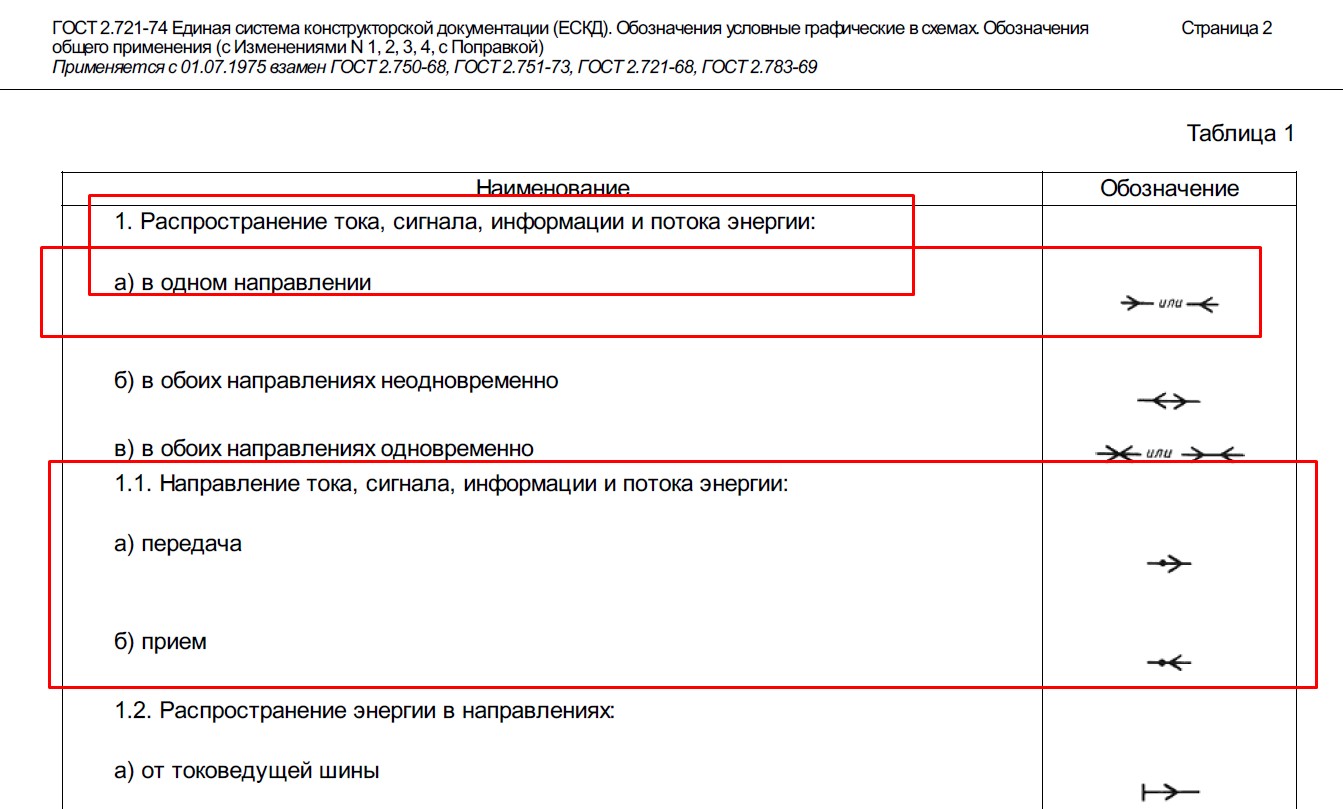 ГОСТ 2.721-74 Единая система конструкторской документации (ЕСКД). Обозначения условные графические в схемах. Обозначения
общего применения (с Изменениями N 1, 2, 3, 4, с Поправкой)
Применяется с 01.07.1975 взамен ГОСТ 2.750-68, ГОСТ 2.751-73, ГОСТ 2.721-68, ГОСТ 2.783-69
Страница 2
Таблица 1
Наименование
Обозначение
1. Распространение тока, сигнала, информации и потока энергии:
а) в одном направлении
или
б) в обоих направлениях неодновременно
в) в обоих направлениях одновременно
или
1.1. Направление тока, сигнала, информации и потока энергии:
а) передача
б) прием
1.2. Распространение энергии в направлениях:
а) от токоведущей шины